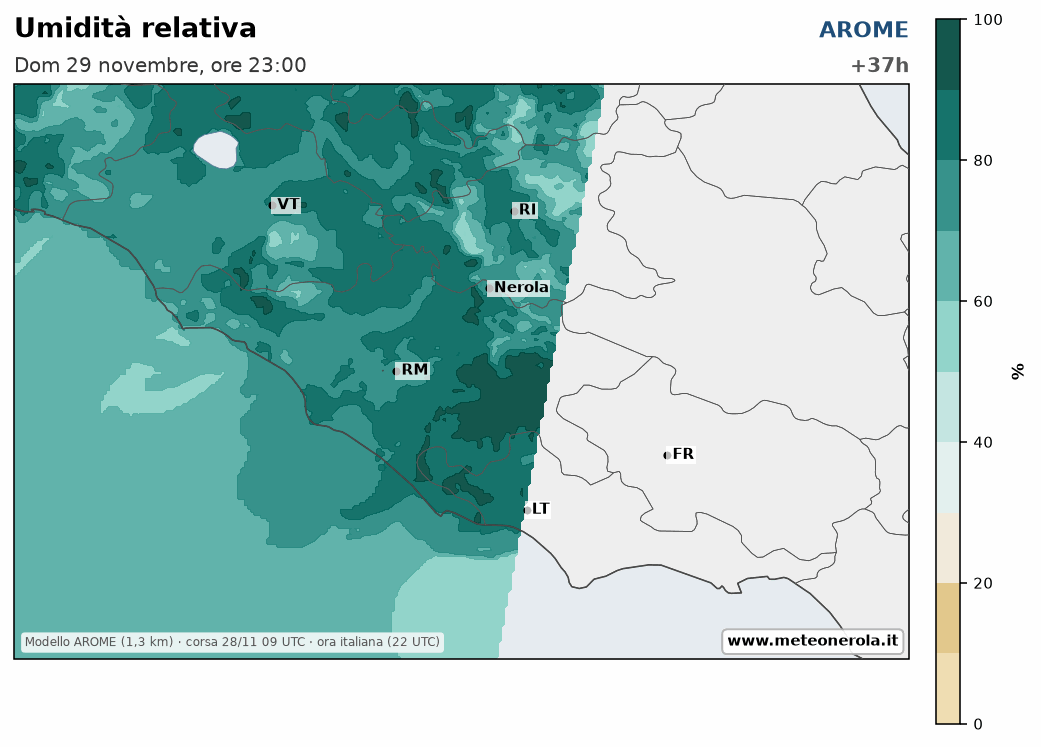 Umidità relativa
AROME
Dom 29 novembre, ore 23:00
+37h
VT
RI
Nerola
RM
FR
LT
Modello AROME (1,3 km) · corsa 28/11 09 UTC · ora italiana (22 UTC)
www.meteonerola.it
100
80
60
40
20
0
%